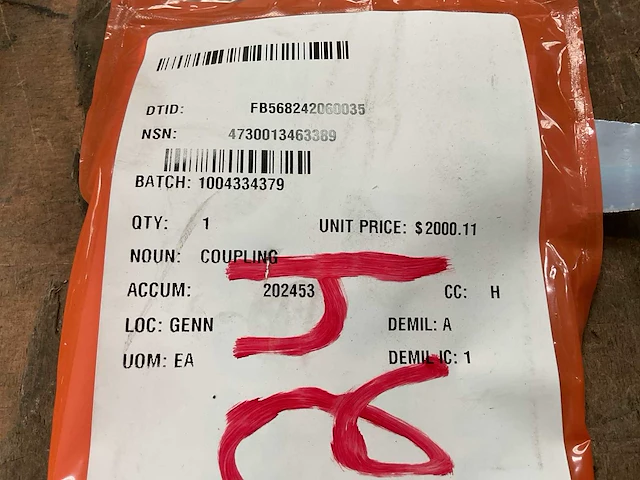 DTID: FB568242060035
NSN: 4730013463389
BATCH: 1004334379
QTY: 1 UNIT PRICE: $2000.11
NOUN: COUPLING
ACCUM: 202453 CC: H
LOC: GENN DEMIL: A
UOM: EA DEMIL IC: 1